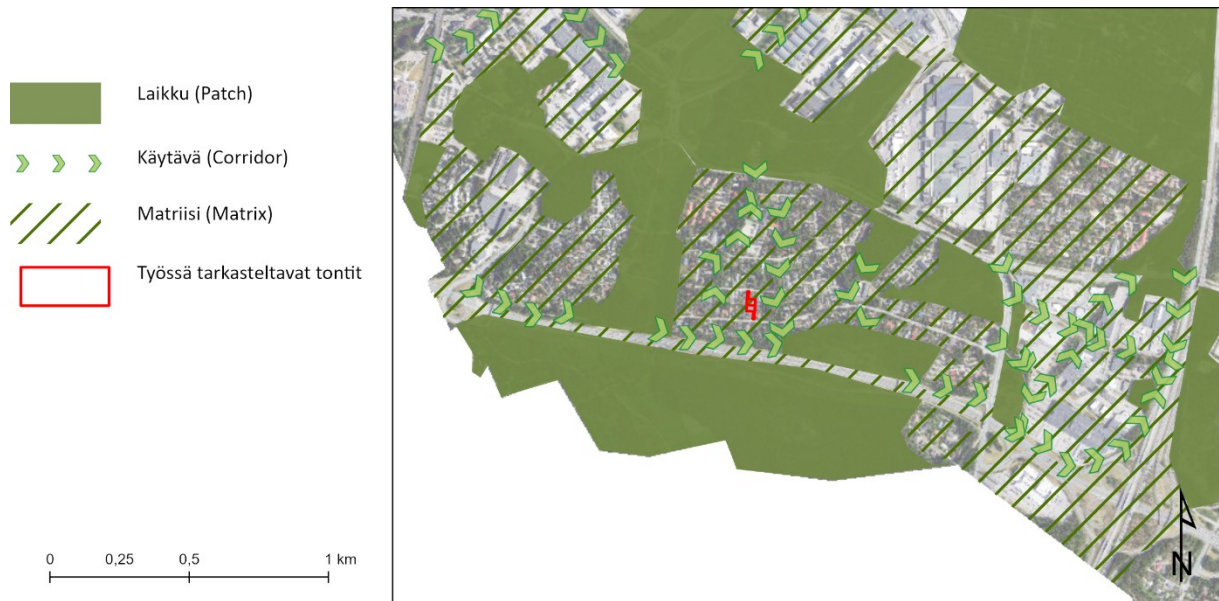 Laikku (Patch)
Käytävä (Corridor)
Matriisi (Matrix)
Työssä tarkasteltavat tontit
0 0,25 0,5 1 km
N